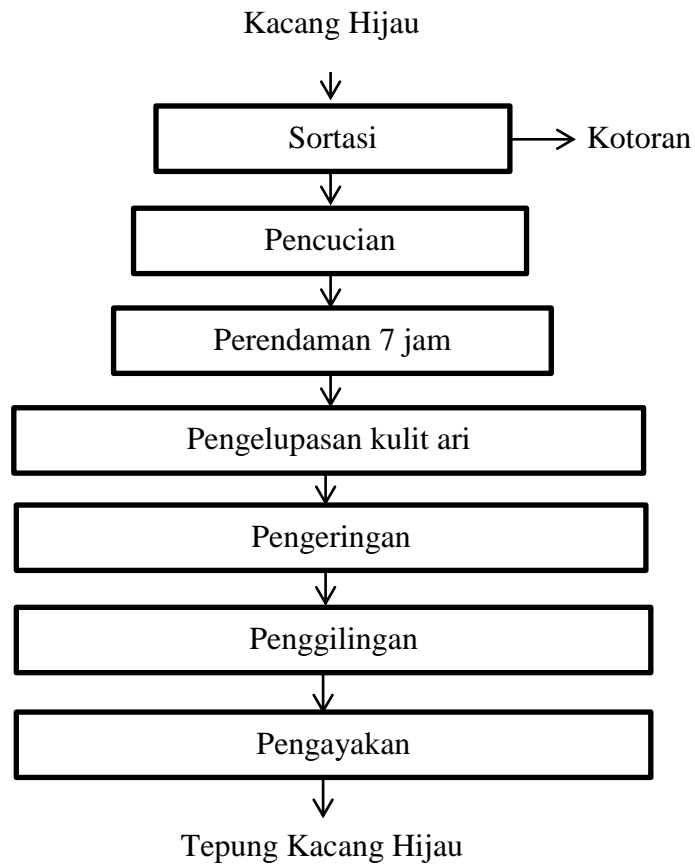 Kacang Hijau
Sortasi
Kotoran
Pencucian
Perendaman 7 jam
Pengelupasan kulit ari
Pengeringan
Penggilingan
Pengayakan
Tepung Kacang Hijau